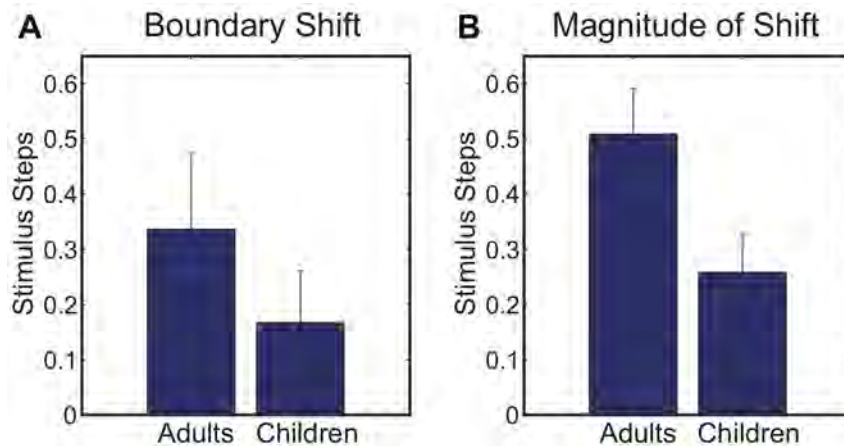 A Boundary Shift
Stimulus Steps
0.6
0.5
0.4
0.3
0.2
0.1
0
Adults Children
B Magnitude of Shift
Stimulus Steps
0.6
0.5
0.4
0.3
0.2
0.1
0
Adults Children